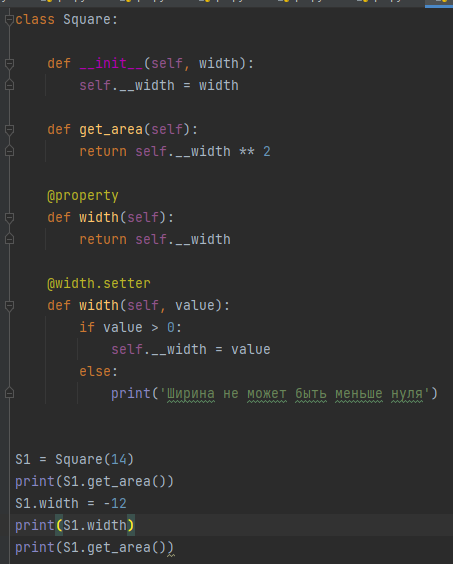 class Square:
    def __init__(self, width):
        self.__width = width
    def get_area(self):
        return self.__width ** 2
    @property
    def width(self):
        return self.__width
    @width.setter
    def width(self, value):
        if value > 0:
            self.__width = value
        else:
            print('Ширина не может быть меньше нуля')
S1 = Square(14)
print(S1.get_area())
S1.width = -12
print(S1.width)
print(S1.get_area())